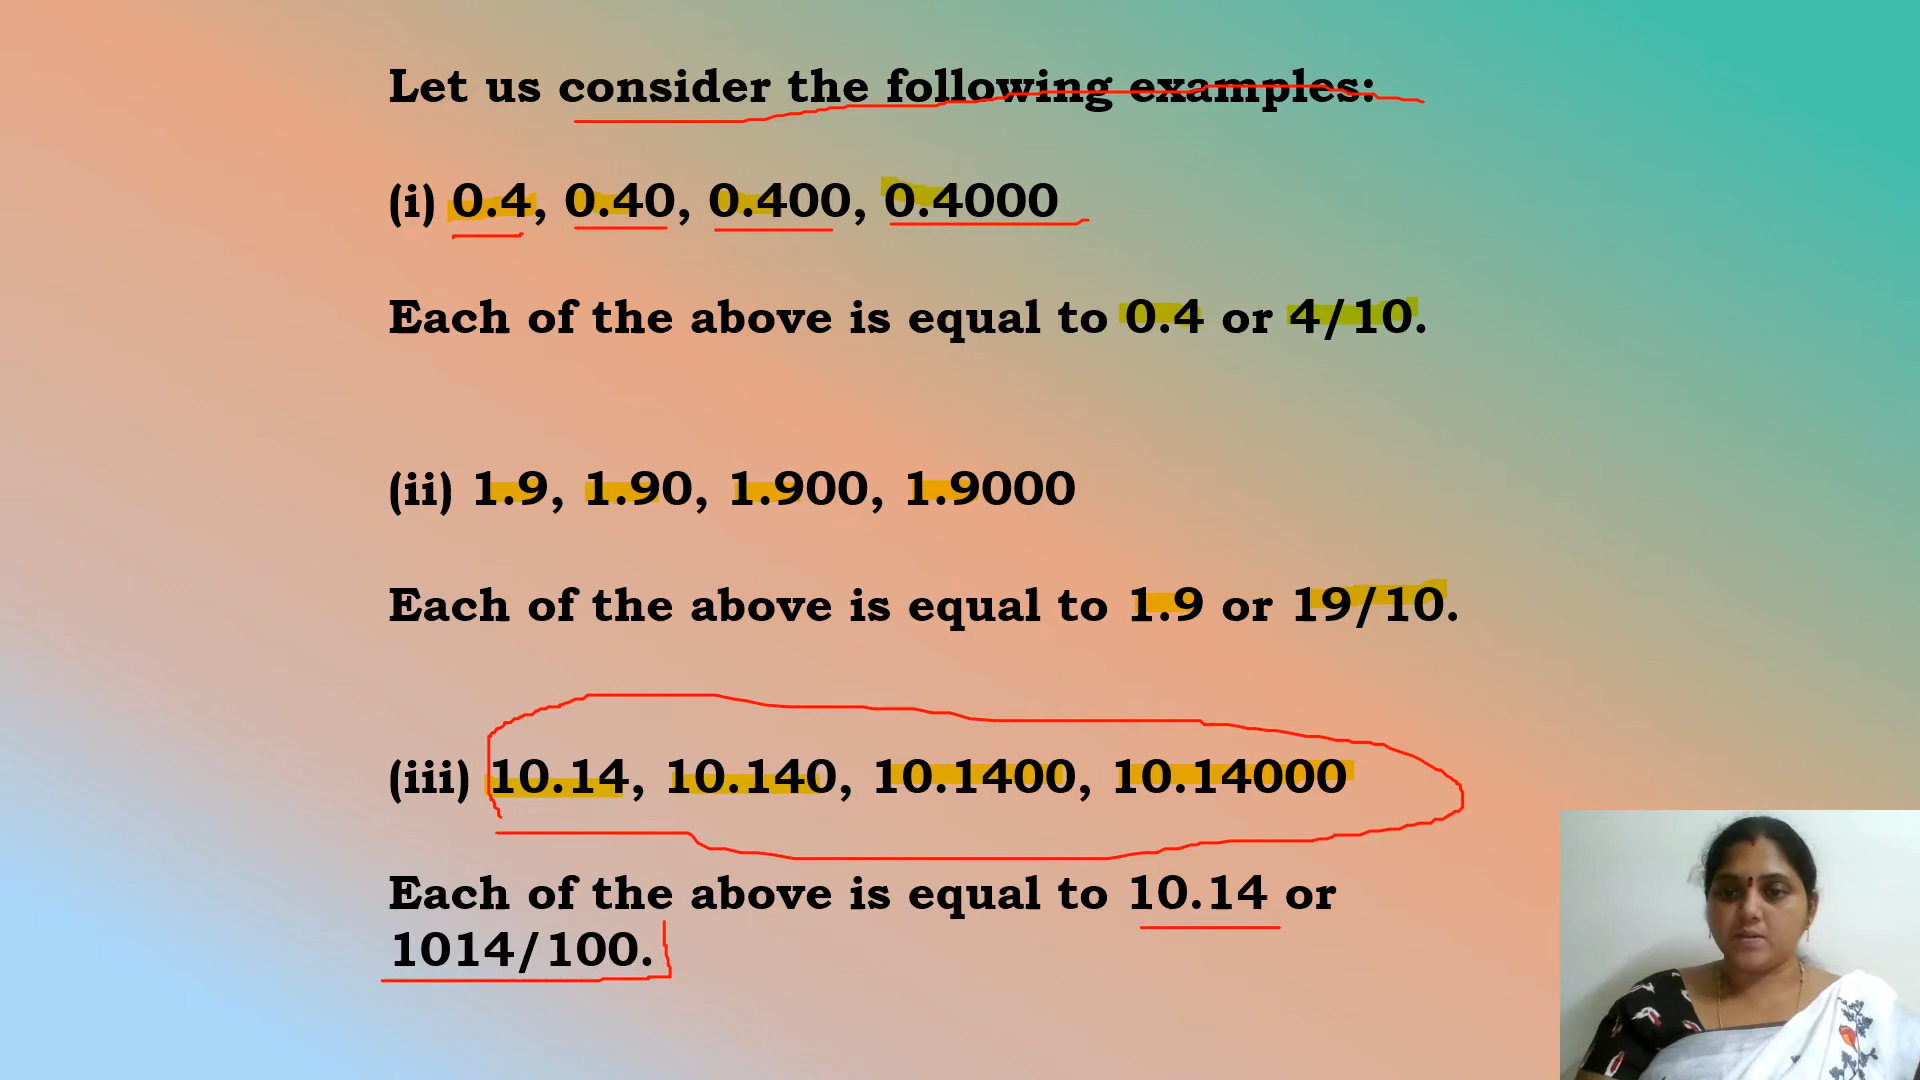 Let us consider the following examples:
(i) 0.4, 0.40, 0.400, 0.4000
Each of the above is equal to 0.4 or 4/10.
(ii) 1.9, 1.90, 1.900, 1.9000
Each of the above is equal to 1.9 or 19/10.
(iii) 10.14, 10.140, 10.1400, 10.14000
Each of the above is equal to 10.14 or
1014/100.